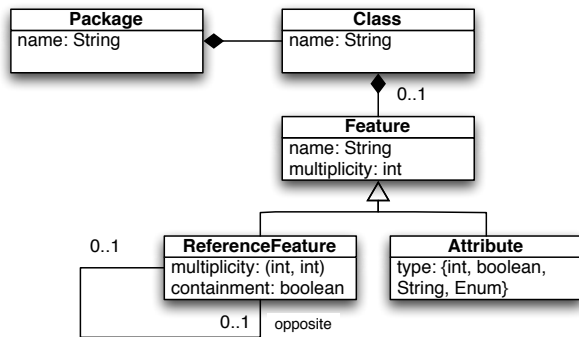 Package
name: String
Class
name: String
0..1
Feature
name: String
multiplicity: int
0..1
ReferenceFeature
multiplicity: (int, int)
containment: boolean
Attribute
type: {int, boolean,
String, Enum}
0..1
opposite